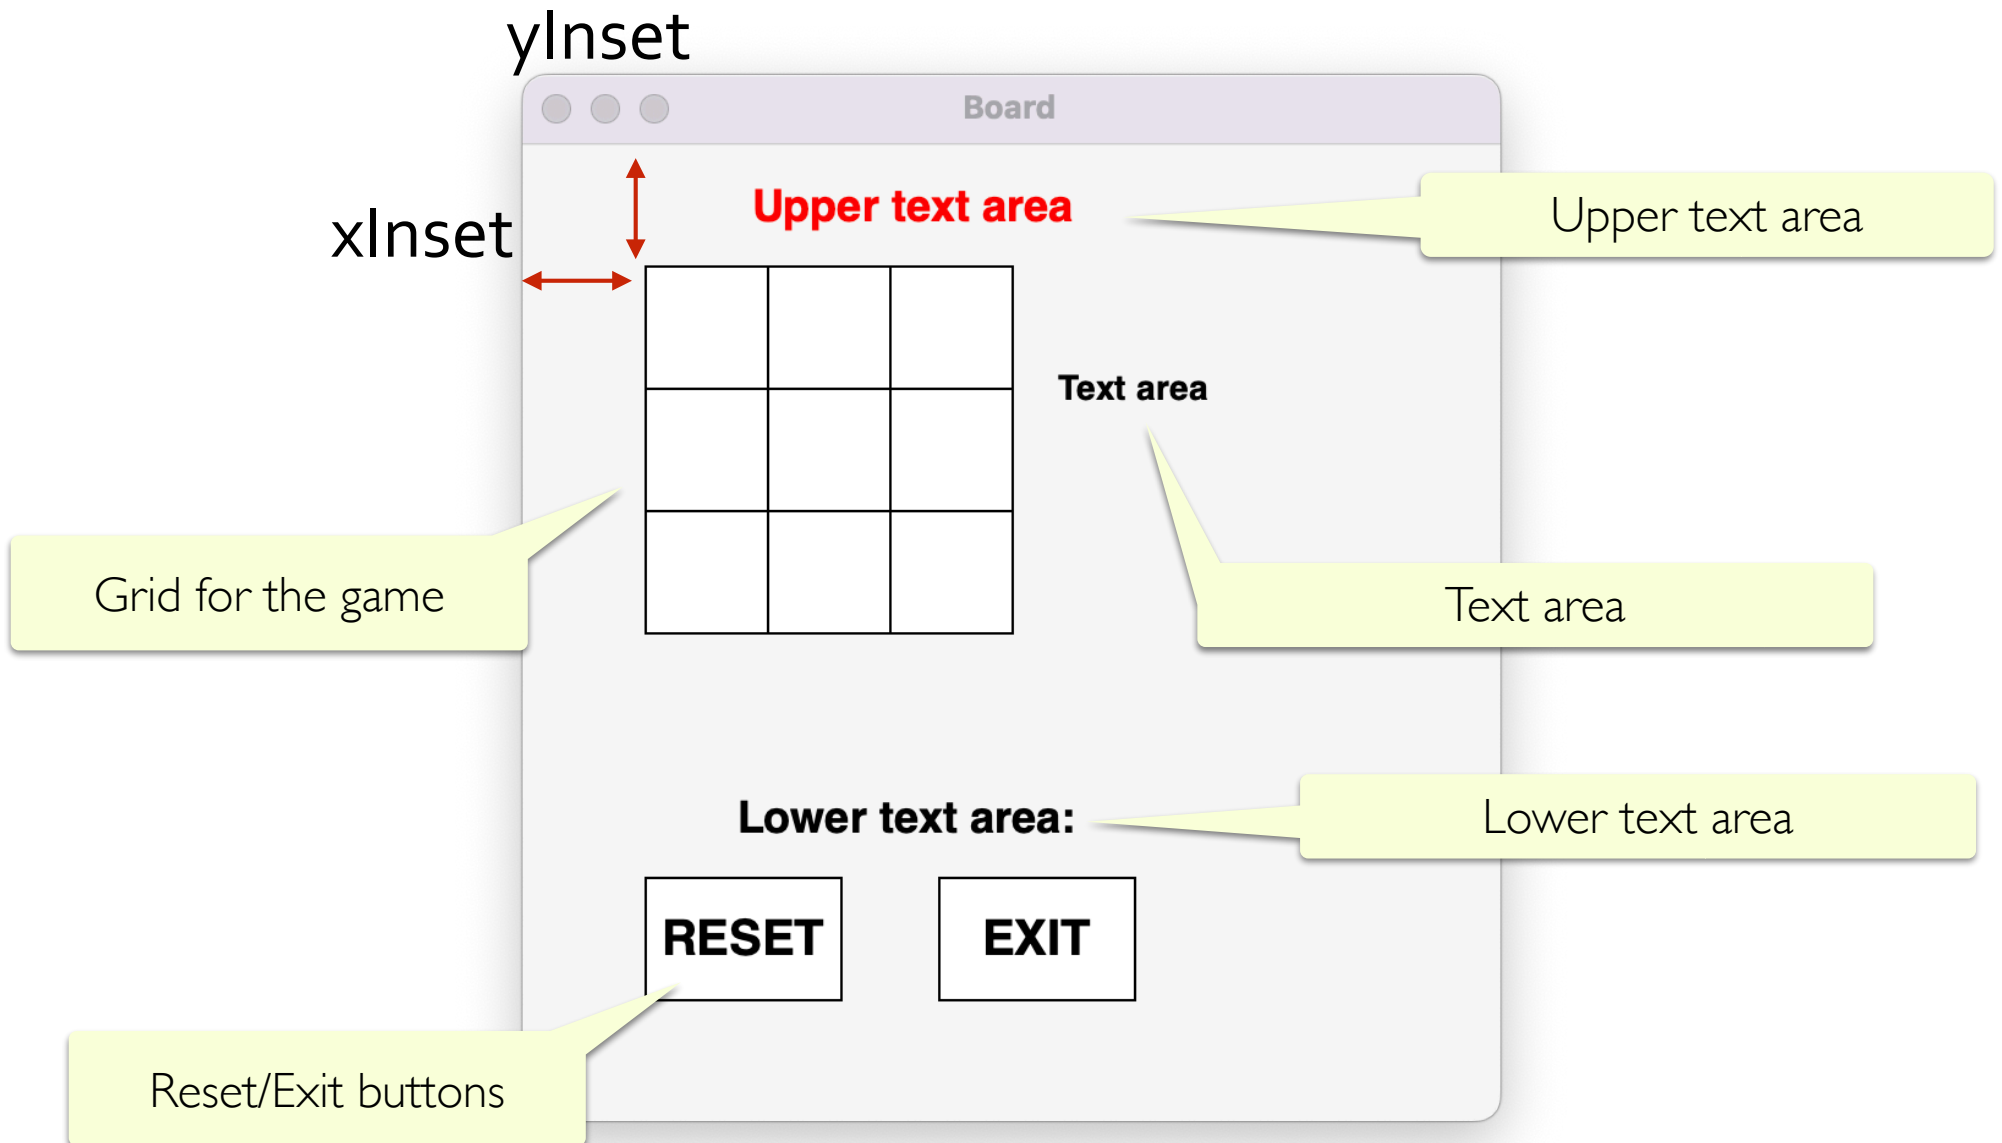 yInset
Board
Upper text area
Upper text area
xInset
Text area
Grid for the game
Text area
Lower text area:
Lower text area
RESET
EXIT
Reset/Exit buttons